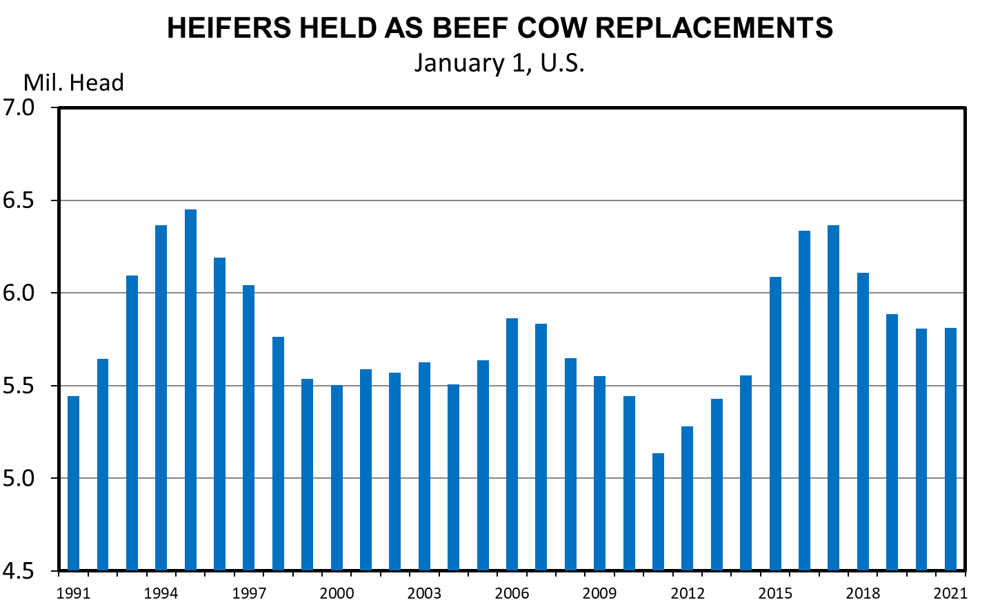 HEIFERS HELD AS BEEF COW REPLACEMENTS
January 1, U.S.
Mil. Head
7.0
6.5
6.0
5.5
5.0
4.5
1991 1994 1997 2000 2003 2006 2009 2012 2015 2018 2021